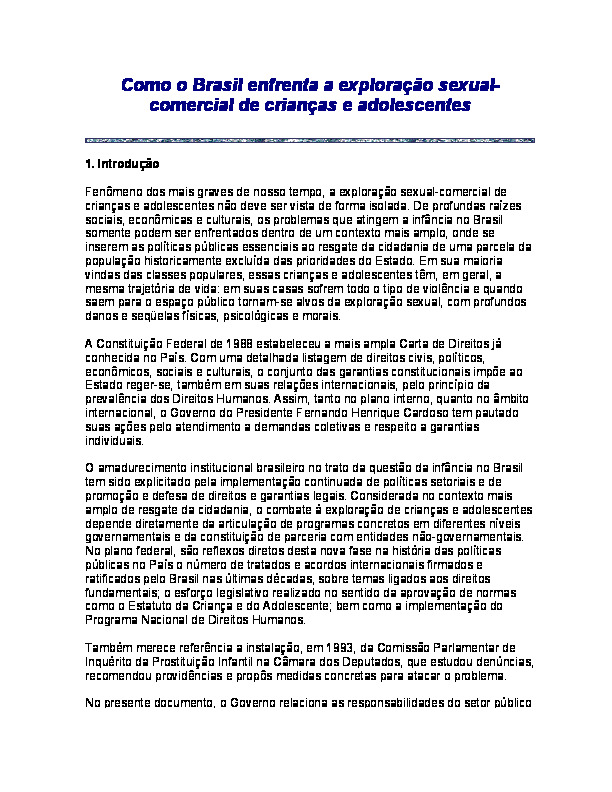 Como o Brasil enfrenta a exploração sexual-
comercial de crianças e adolescentes
1. Introdução
Fenômeno dos mais graves de nosso tempo, a exploração sexual-comercial de
crianças e adolescentes não deve ser vista de forma isolada. De profundas raízes
sociais, econômicas e culturais, os problemas que atingem a infância no Brasil
somente podem ser enfrentados dentro de um contexto mais amplo, onde se
inserem as políticas públicas essenciais ao resgate da cidadania de uma parcela da
população historicamente excluída das prioridades do Estado. Em sua maioria
vindas das classes populares, essas crianças e adolescentes têm, em geral, a
mesma trajetória de vida: em suas casas sofrem todo o tipo de violência e quando
saem para o espaço público tornam-se alvos da exploração sexual, com profundos
danos e seqüelas físicas, psicológicas e morais.
A Constituição Federal de 1988 estabeleceu a mais ampla Carta de Direitos já
conhecida no País. Com uma detalhada listagem de direitos civis, políticos,
econômicos, sociais e culturais, o conjunto das garantias constitucionais impõe ao
Estado reger-se, também em suas relações internacionais, pelo princípio da
prevalência dos Direitos Humanos. Assim, tanto no plano interno, quanto no âmbito
internacional, o Governo do Presidente Fernando Henrique Cardoso tem pautado
suas ações pelo atendimento a demandas coletivas e respeito a garantias
individuais.
O amadurecimento institucional brasileiro no trato da questão da infância no Brasil
tem sido explicitado pela implementação continuada de políticas setoriais e de
promoção e defesa de direitos e garantias legais. Considerada no contexto mais
amplo de resgate da cidadania, o combate à exploração de crianças e adolescentes
depende diretamente da articulação de programas concretos em diferentes níveis
governamentais e da constituição de parceria com entidades não-governamentais.
No plano federal, são reflexos diretos desta nova fase na história das políticas
públicas no País o número de tratados e acordos internacionais firmados e
ratificados pelo Brasil nas últimas décadas, sobre temas ligados aos direitos
fundamentais; o esforço legislativo realizado no sentido da aprovação de normas
como o Estatuto da Criança e do Adolescente; bem como a implementação do
Programa Nacional de Direitos Humanos.
Também merece referência a instalação, em 1993, da Comissão Parlamentar de
Inquérito da Prostituição Infantil na Câmara dos Deputados, que estudou denúncias,
recomendou providências e propôs medidas concretas para atacar o problema.
No presente documento, o Governo relaciona as responsabilidades do setor público